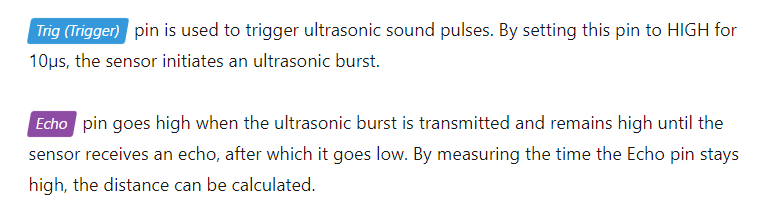 Trig (Trigger) pin is used to trigger ultrasonic sound pulses. By setting this pin to HIGH for
10µs, the sensor initiates an ultrasonic burst.
Echo pin goes high when the ultrasonic burst is transmitted and remains high until the
sensor receives an echo, after which it goes low. By measuring the time the Echo pin stays
high, the distance can be calculated.